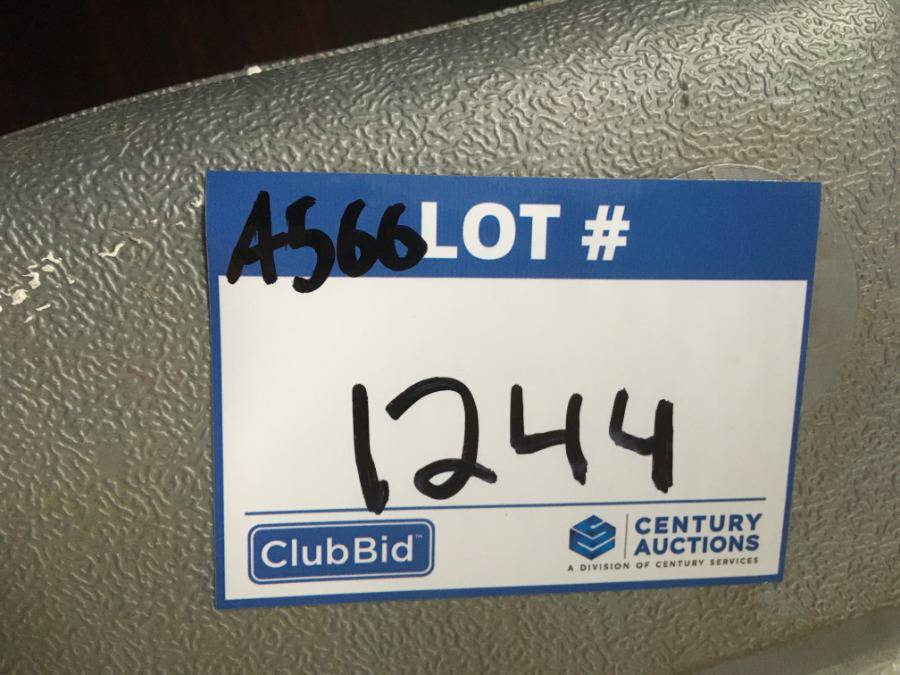 A566 LOT #
1244
ClubBid™
CENTURY
AUCTIONS
A DIVISION OF CENTURY SERVICES